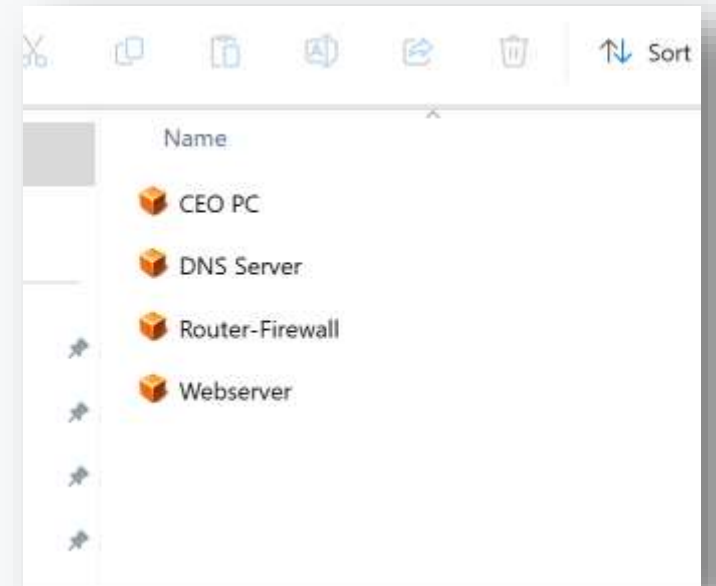 Sort
Name
CEO PC
DNS Server
Router-Firewall
Webserver